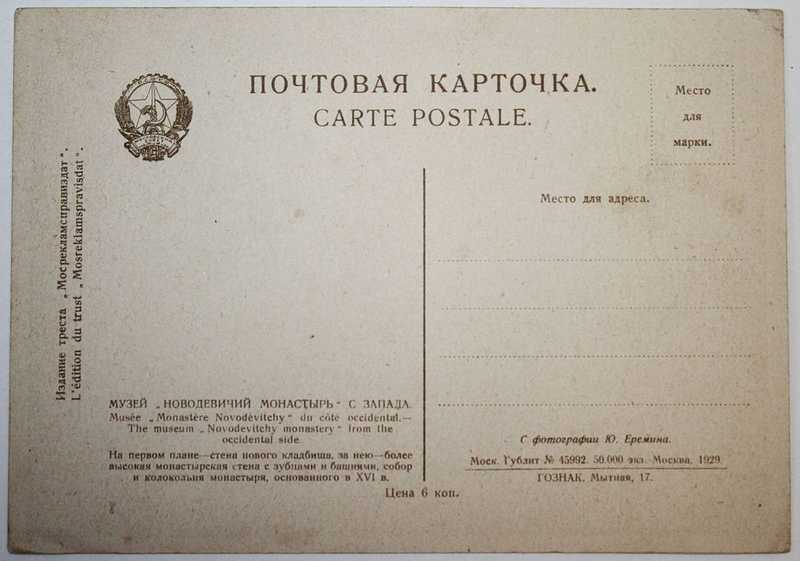 ПОЧТОВАЯ КАРТОЧКА.
CARTE POSTALE.
Место
для
марки.
Место для адреса.
Издание треста „Мосрекламсправиздат“.
L'édition du trust „Mosreklamspravisdat“.
МУЗЕЙ „НОВОДЕВИЧИЙ МОНАСТЫРЬ“ С ЗАПАДА.
Musée „Monastère Novodèvitchy“ du côté occidental.—
The museum „Novodevitchy monastery“ from the
occidental side.
На первом плане—стена нового кладбища, за нею—более
высокая монастырская стена с зубцами и башнями, собор
и колокольня монастыря, основанного в XVI в.
Цена 6 коп.
С фотографии Ю. Еремина.
Моск. Гублит № 45992. 50.000 экз. Москва, 1929.
ГОЗНАК. Мытная, 17.